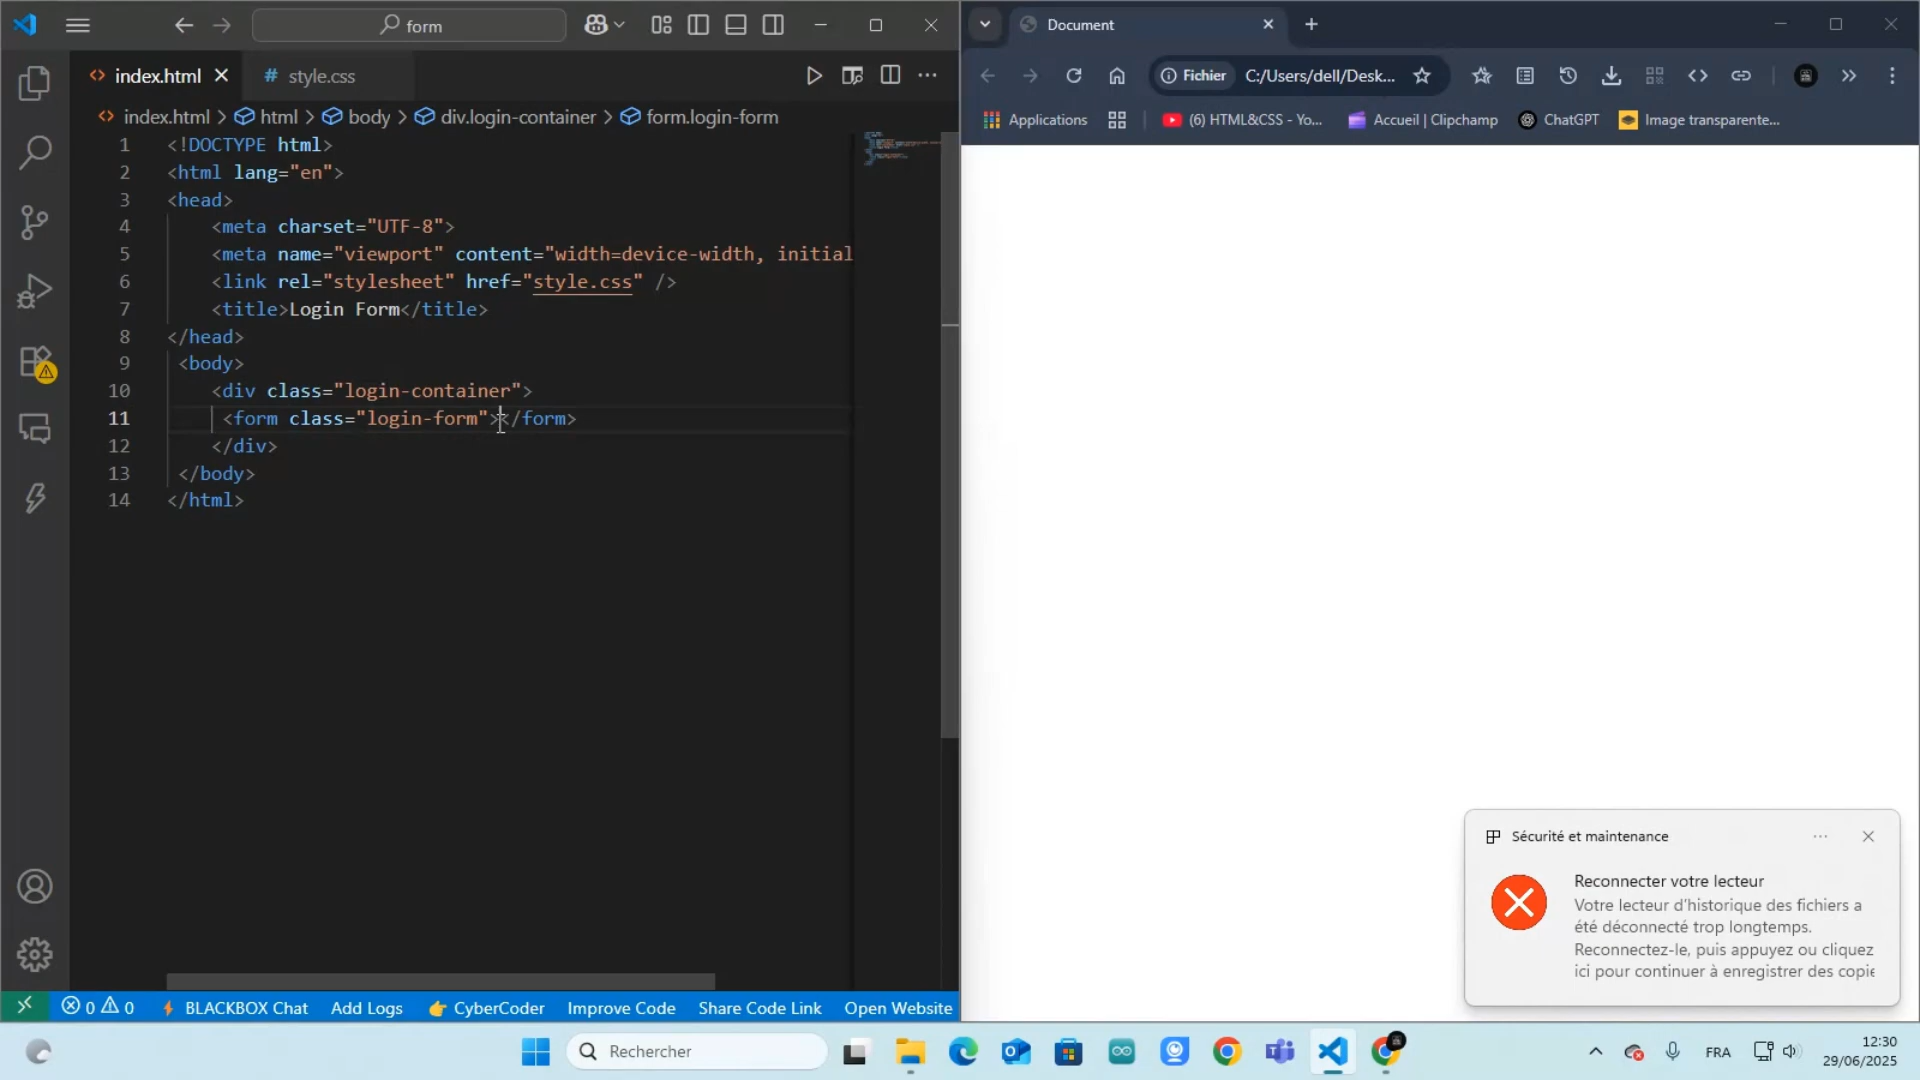 form
index.html
style.css
index.html > html > body > div.login-container > form.login-form
1 <!DOCTYPE html>
2 <html lang="en">
3 <head>
4 <meta charset="UTF-8">
5 <meta name="viewport" content="width=device-width, initial
6 <link rel="stylesheet" href="style.css" />
7 <title>Login Form</title>
8 </head>
9 <body>
10 <div class="login-container">
11 <form class="login-form"></form>
12 </div>
13 </body>
14 </html>
0 0 BLACKBOX Chat Add Logs CyberCoder Improve Code Share Code Link Open Website
Document
Fichier C:/Users/dell/Desk...
Applications (6) HTML&CSS - Yo... Accueil | Clipchamp ChatGPT Image transparente...
Sécurité et maintenance
Reconnecter votre lecteur
Votre lecteur d'historique des fichiers a
été déconnecté trop longtemps.
Reconnectez-le, puis appuyez ou cliquez
ici pour continuer à enregistrer des copie
Rechercher
FRA
12:30
29/06/2025